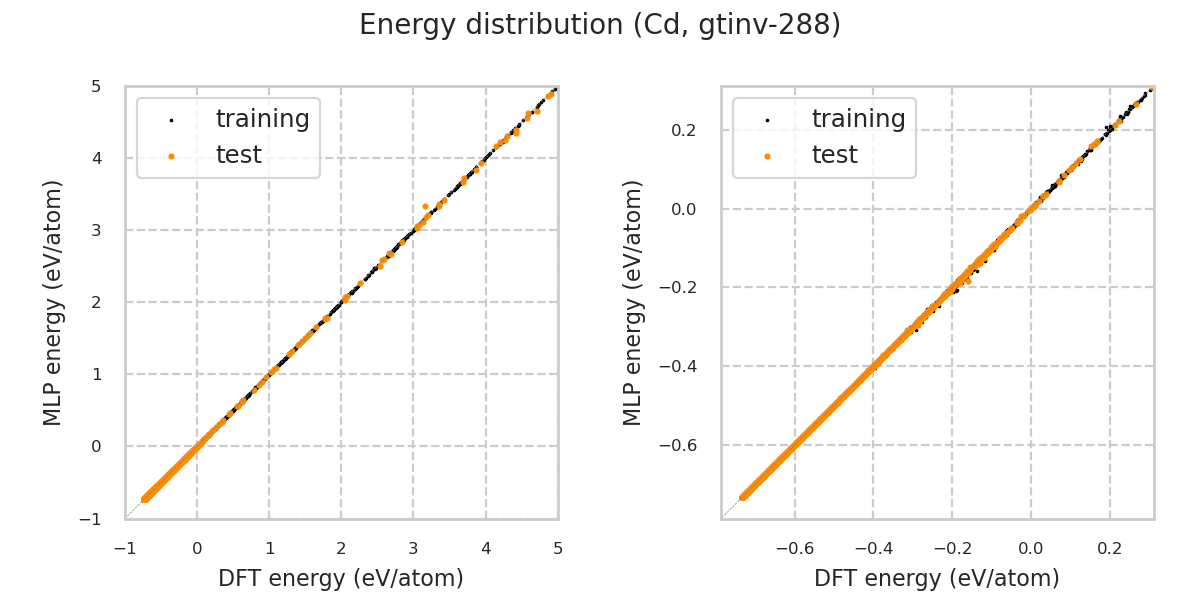 Energy distribution (Cd, gtinv-288)
training
test
MLP energy (eV/atom)
5
4
3
2
1
0
−1
−1 0 1 2 3 4 5
DFT energy (eV/atom)
training
test
MLP energy (eV/atom)
0.2
0.0
−0.2
−0.4
−0.6
−0.6 −0.4 −0.2 0.0 0.2
DFT energy (eV/atom)